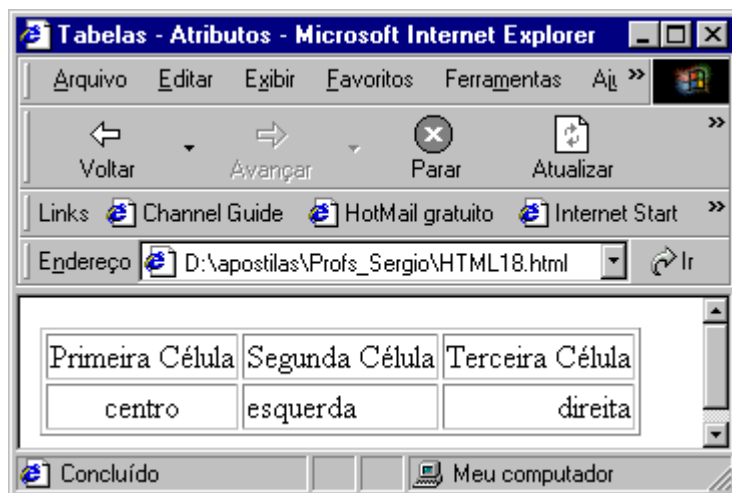 Tabelas - Atributos - Microsoft Internet Explorer
Arquivo Editar Exibir Favoritos Ferramentas Aju »
Voltar Avançar Parar Atualizar »
Links Channel Guide HotMail gratuito Internet Start »
Endereço D:\apostilas\Profs_Sergio\HTML18.html Ir
Primeira Célula Segunda Célula Terceira Célula
centro esquerda direita
Concluído Meu computador